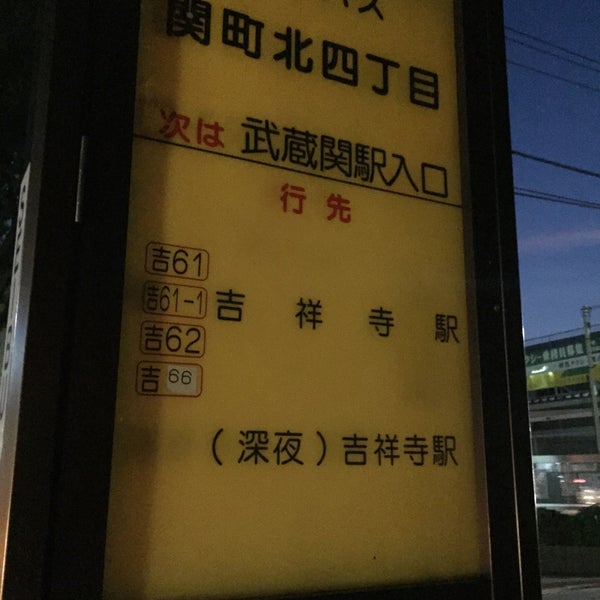 関町北四丁目
次は 武蔵関駅入口
行先
吉61
吉61-1
吉62
吉66
吉祥寺駅
(深夜)吉祥寺駅